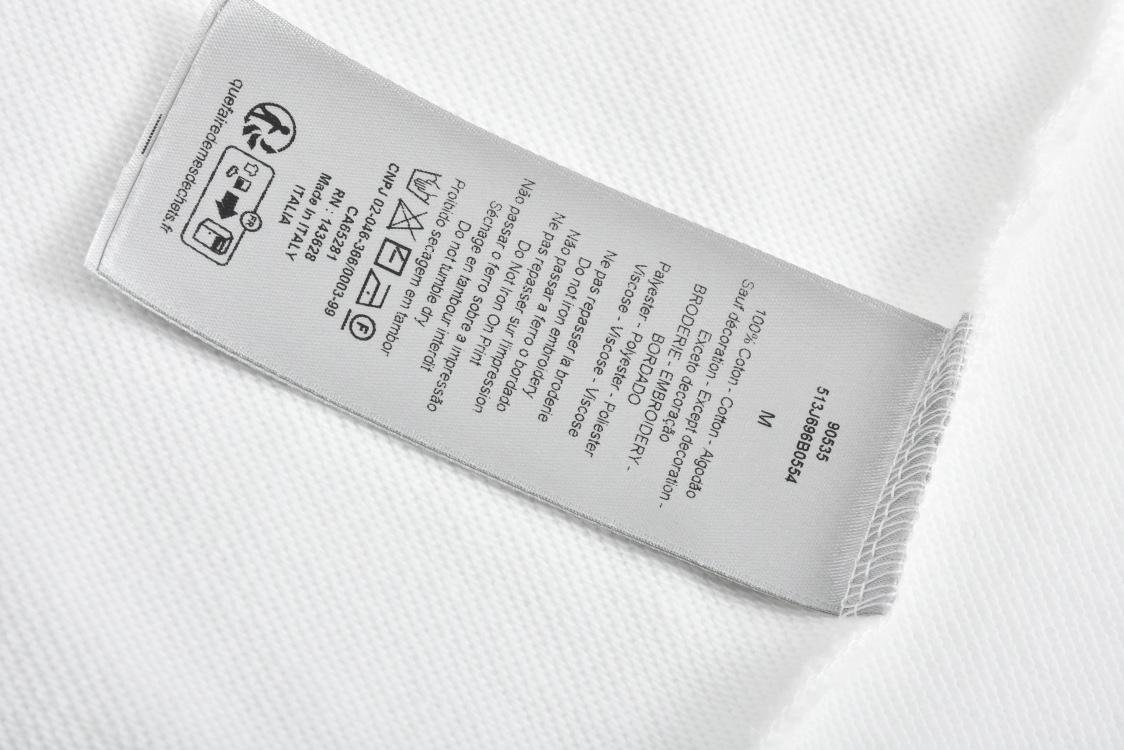 90535
513J696B0554
M
100% Coton - Cotton - Algodão
Sauf décoration - Except decoration -
Exceto decoração
BRODERIE - EMBROIDERY -
BORDADO
Polyester - Polyester - Poliester
Viscose - Viscose - Viscose
Ne pas repasser la broderie
Do not iron embroidery
Não passar a ferro o bordado
Ne pas repasser sur l'impression
Do Not Iron On Print
Não passar o ferro sobre a impressão
Séchage en tambour interdit
Do not tumble dry
Proibido secagem em tambor
F
CNPJ 02-046-366/0003-99
CA65281
RN : 143628
Made in ITALY
ITALIA
FR
quefairedemesdechets.fr